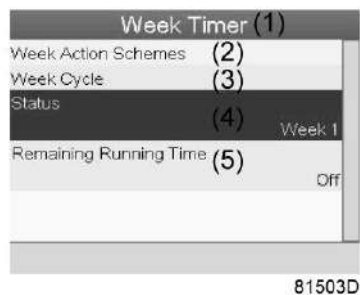 Week Timer (1)
Week Action Schemes (2)
Week Cycle (3)
Status
(4)
Week 1
Remaining Running Time (5)
Off
81503D